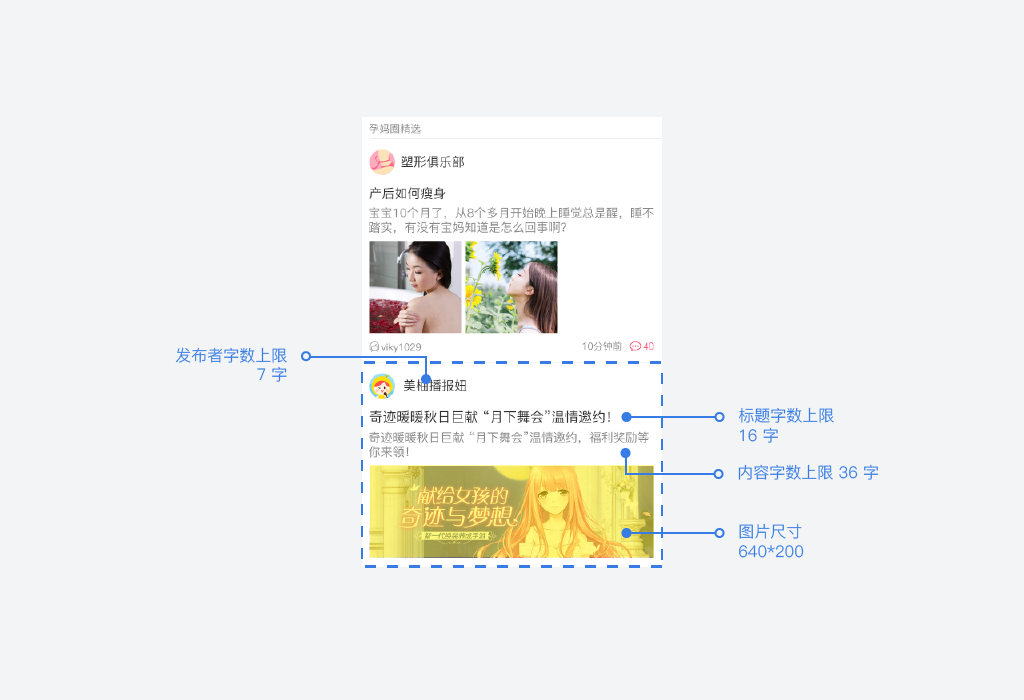 孕妈圈精选
塑形俱乐部
产后如何瘦身
宝宝10个月了，从8个多月开始晚上睡觉总是醒，睡不
踏实，有没有宝妈知道是怎么回事啊?
viky1029
10分钟前
40
发布者字数上限
7 字
美柚播报妞
奇迹暖暖秋日巨献 “月下舞会”温情邀约！
标题字数上限
16 字
奇迹暖暖秋日巨献 “月下舞会”温情邀约，福利奖励等
你来领！
内容字数上限 36 字
献给女孩的
奇迹与梦想
新一代换装养成手游
图片尺寸
640*200